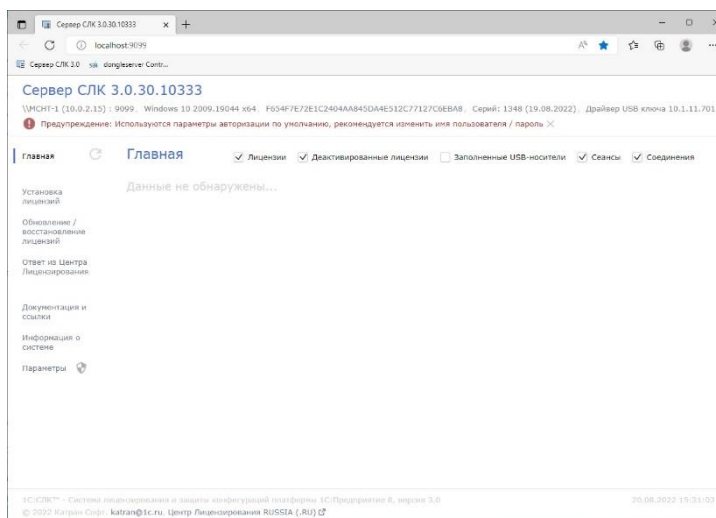 Сервер СЛК 3.0.30.10333
localhost:9099
Сервер СЛК 3.0
dongleserver Contr...
Сервер СЛК 3.0.30.10333
\\MCHT-1 (10.0.2.15) : 9099, Windows 10 2009.19044 x64, F654F7E72E1C2404AA845DA4E512C77127C6EBA8, Серий: 1348 (19.08.2022), Драйвер USB ключа 10.1.11.701
Предупреждение: Используются параметры авторизации по умолчанию, рекомендуется изменить имя пользователя / пароль
Главная
Главная
Лицензии
Деактивированные лицензии
Заполненные USB-носители
Сеансы
Соединения
Данные не обнаружены...
Установка
лицензий
Обновление /
восстановление
лицензий
Ответ из Центра
Лицензирования
Документация и
ссылки
Информация о
системе
Параметры
1С:СЛК™ - Система лицензирования и защиты конфигураций платформы 1С:Предприятие 8, версия 3.0
20.08.2022 15:31:03
© 2022 Катран Софт. katran@1c.ru. Центр Лицензирования RUSSIA (.RU)